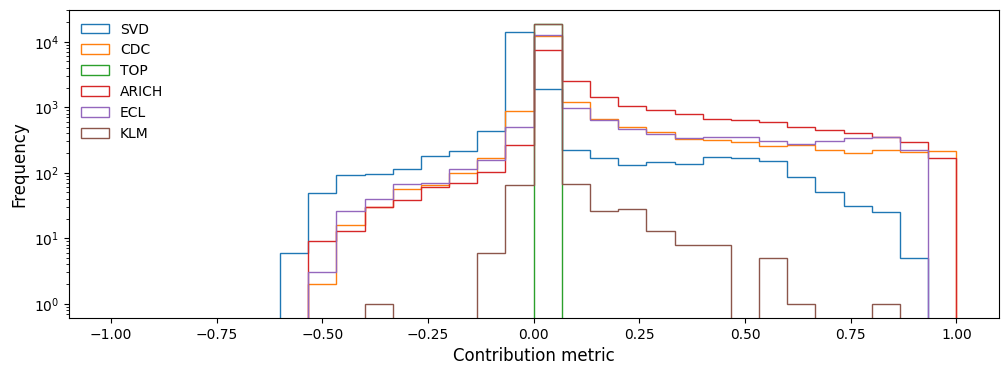 SVD
CDC
TOP
ARICH
ECL
KLM
Frequency
10⁴
10³
10²
10¹
10⁰
−1.00 −0.75 −0.50 −0.25 0.00 0.25 0.50 0.75 1.00
Contribution metric